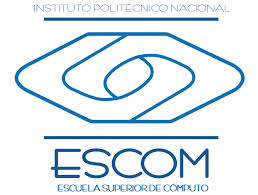 INSTITUTO POLITÉCNICO NACIONAL
ESCOM
ESCUELA SUPERIOR DE CÓMPUTO